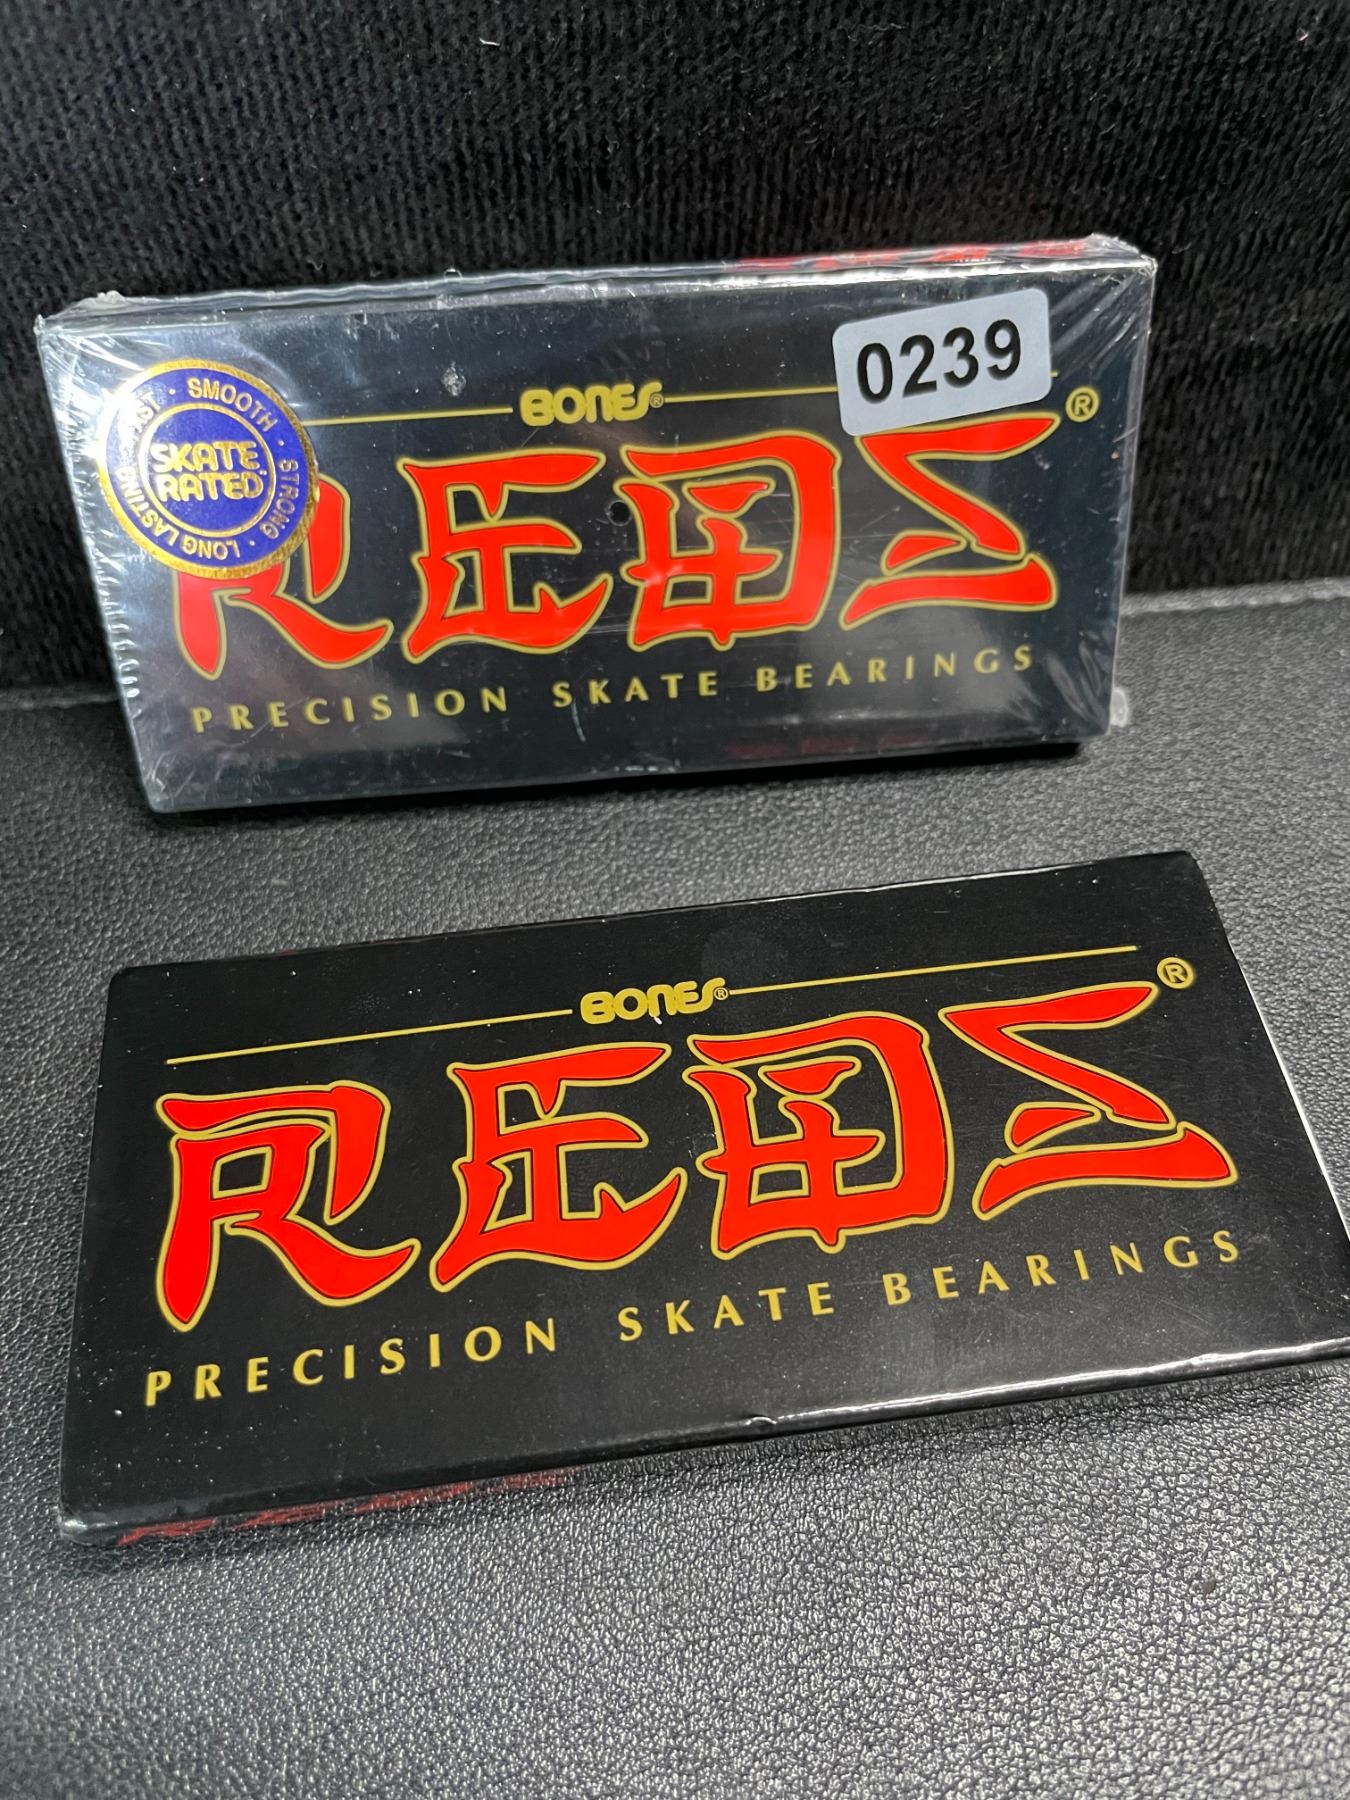 0239
BONES®
REDS®
PRECISION SKATE BEARINGS
FAST · SMOOTH · STRONG · LONG LASTING
SKATE
RATED
BONES®
REDS®
PRECISION SKATE BEARINGS